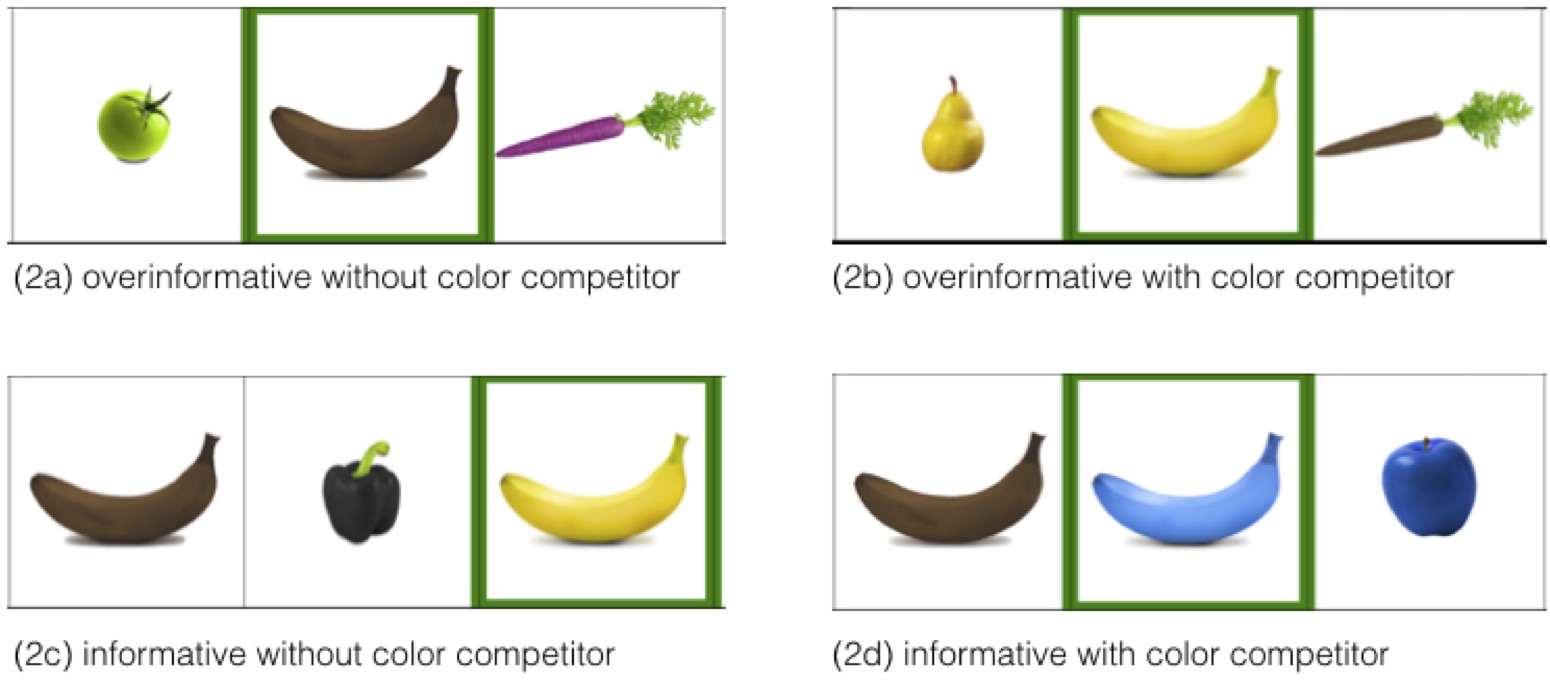 (2a) overinformative without color competitor
(2b) overinformative with color competitor
(2c) informative without color competitor
(2d) informative with color competitor